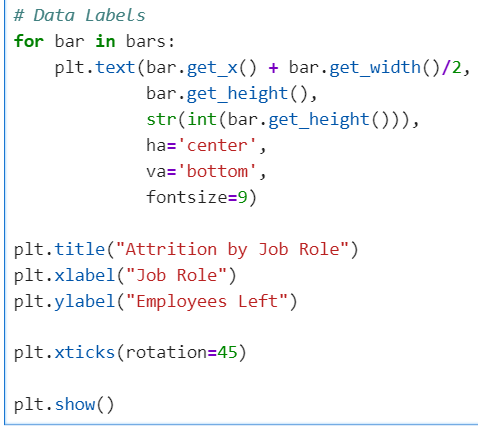 # Data Labels
for bar in bars:
    plt.text(bar.get_x() + bar.get_width()/2,
             bar.get_height(),
             str(int(bar.get_height())),
             ha='center',
             va='bottom',
             fontsize=9)
plt.title("Attrition by Job Role")
plt.xlabel("Job Role")
plt.ylabel("Employees Left")
plt.xticks(rotation=45)
plt.show()